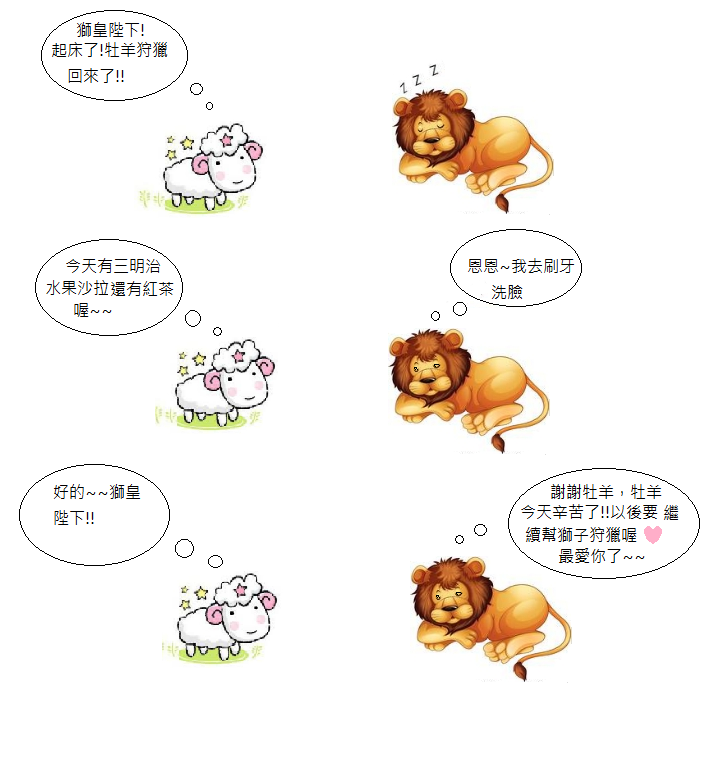 獅皇陛下!
起床了!牡羊狩獵
回來了!!
z z z
今天有三明治
水果沙拉還有紅茶
喔~~
恩恩~我去刷牙
洗臉
好的~~獅皇
陛下!!
謝謝牡羊，牡羊
今天辛苦了!!以後要 繼
續幫獅子狩獵喔
最愛你了~~